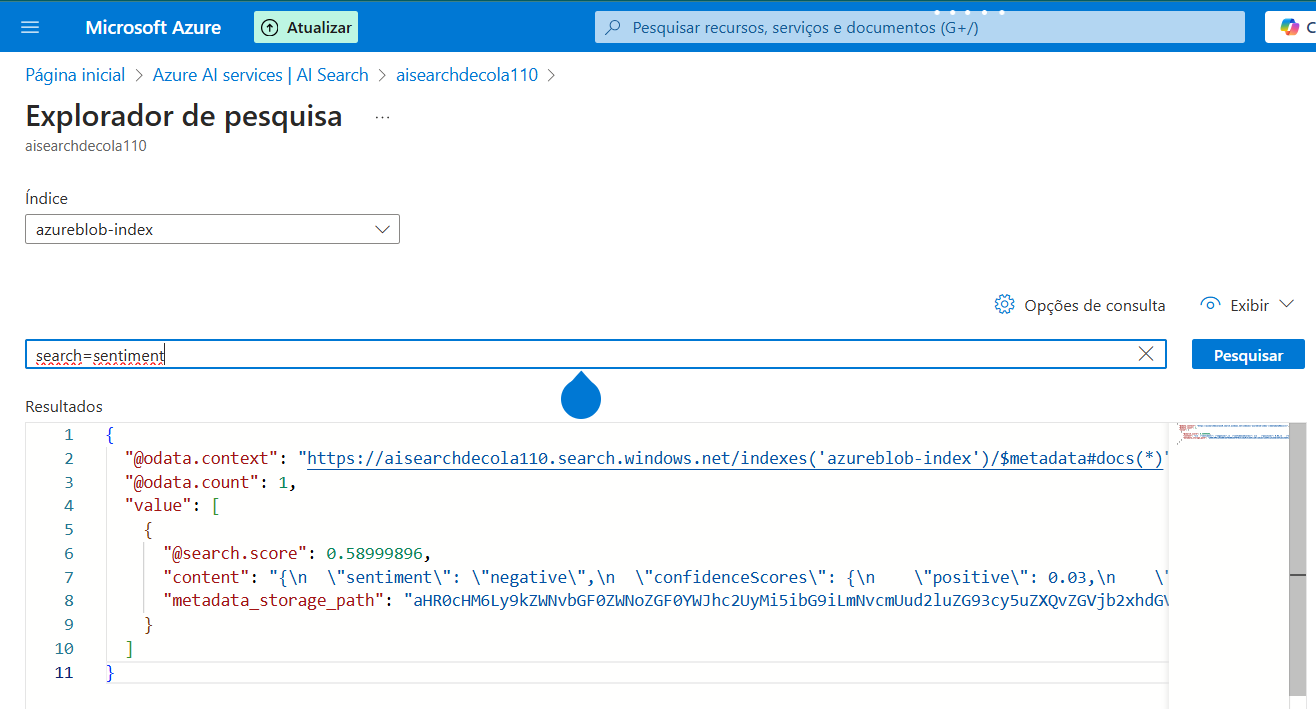 Microsoft Azure
Atualizar
Pesquisar recursos, serviços e documentos (G+/)
C
Página inicial > Azure AI services | AI Search > aisearchdecola110 >
Explorador de pesquisa ...
aisearchdecola110
Índice
azureblob-index
Opções de consulta
Exibir
search=sentiment
Pesquisar
Resultados
1 {
2 "@odata.context": "https://aisearchdecola110.search.windows.net/indexes('azureblob-index')/$metadata#docs(*)"
3 "@odata.count": 1,
4 "value": [
5 {
6 "@search.score": 0.58999896,
7 "content": "{\n \"sentiment\": \"negative\",\n \"confidenceScores\": {\n \"positive\": 0.03,\n \"
8 "metadata_storage_path":
9 }
10 ]
11 }